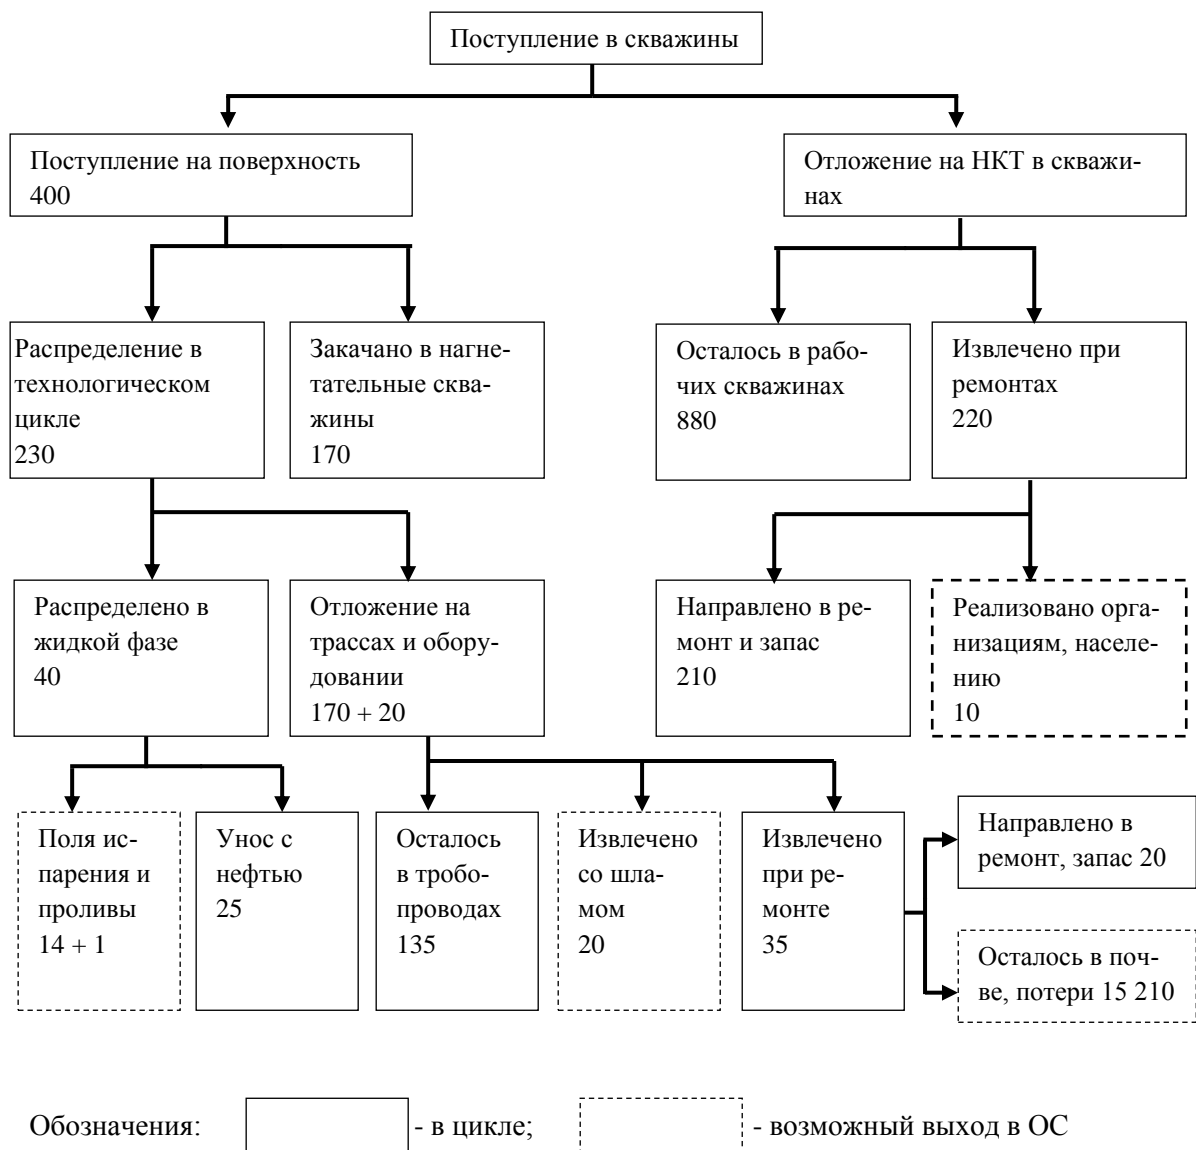 Поступление в скважины
Поступление на поверхность
400
Отложение на НКТ в скважи-
нах
Распределение в
технологическом
цикле
230
Закачано в нагне-
тательные сква-
жины
170
Осталось в рабо-
чих скважинах
880
Извлечено при
ремонтах
220
Распределено в
жидкой фазе
40
Отложение на
трассах и обору-
довании
170 + 20
Направлено в ре-
монт и запас
210
Реализовано орга-
низациям, населе-
нию
10
Поля ис-
парения и
проливы
14 + 1
Унос с
нефтью
25
Осталось
в тробо-
проводах
135
Извлечено
со шла-
мом
20
Извлечено
при ре-
монте
35
Направлено в
ремонт, запас 20
Осталось в поч-
ве, потери 15 210
Обозначения: - в цикле; - возможный выход в ОС